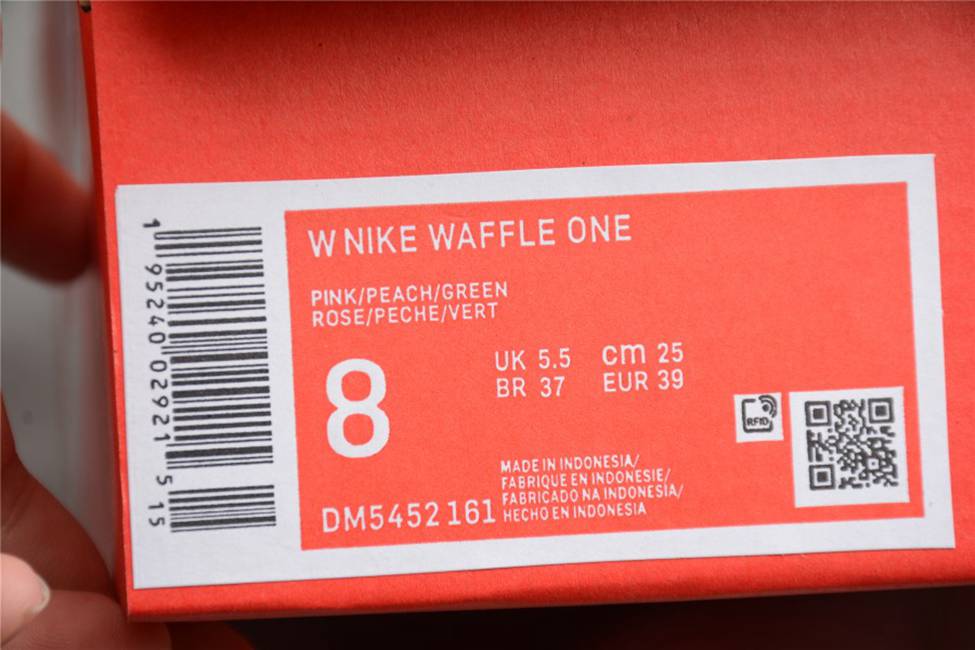 W NIKE WAFFLE ONE
PINK/PEACH/GREEN
ROSE/PECHE/VERT
8
UK 5.5 cm 25
BR 37 EUR 39
RFID
MADE IN INDONESIA/
FABRIQUE EN INDONESIE/
FABRICADO NA INDONESIA/
HECHO EN INDONESIA
DM5452 161
1 95240 02921 5 15